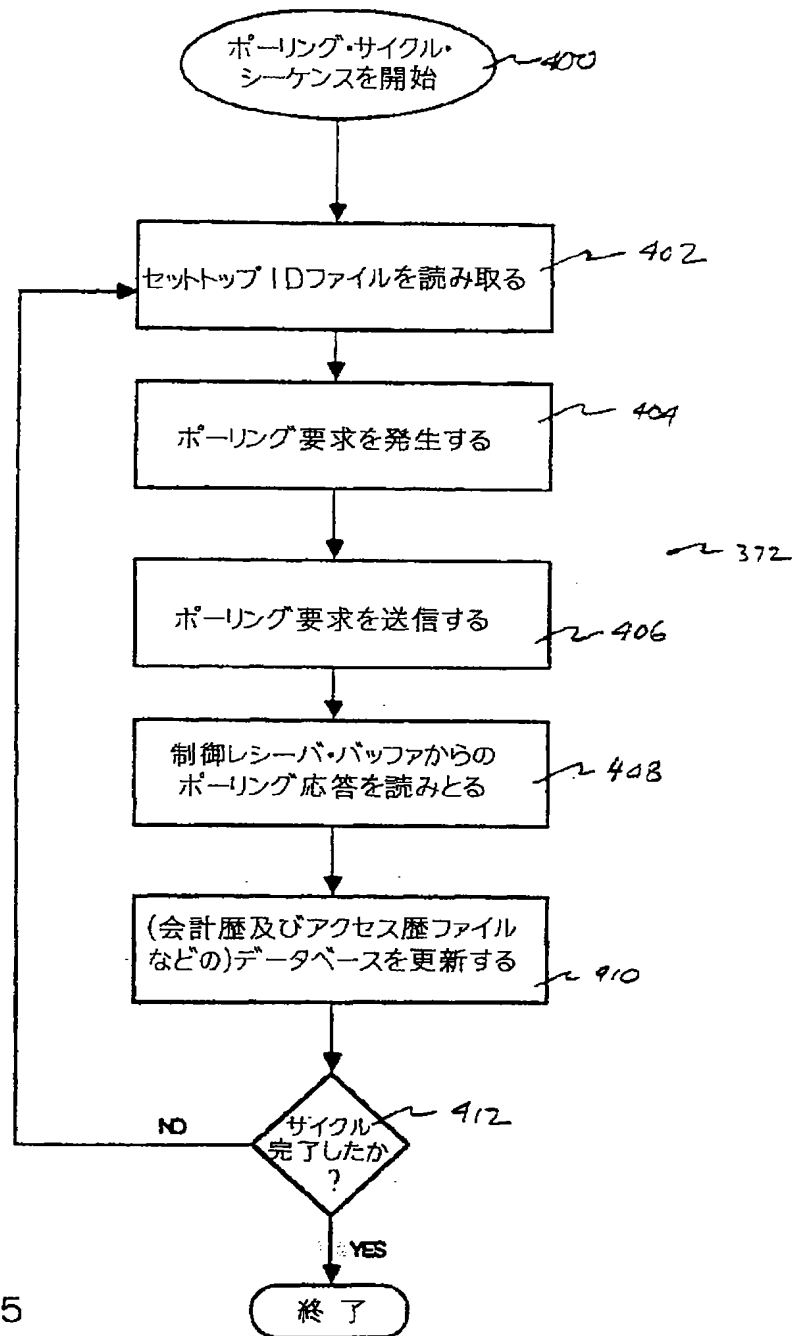 ポーリング・サイクル・
シーケンスを開始
400
セットトップIDファイルを読み取る
402
ポーリング要求を発生する
404
372
ポーリング要求を送信する
406
制御レシーバ・バッファからの
ポーリング応答を読みとる
408
(会計歴及びアクセス歴ファイル
などの)データベースを更新する
410
サイクル
完了したか
?
412
NO
YES
終了
5